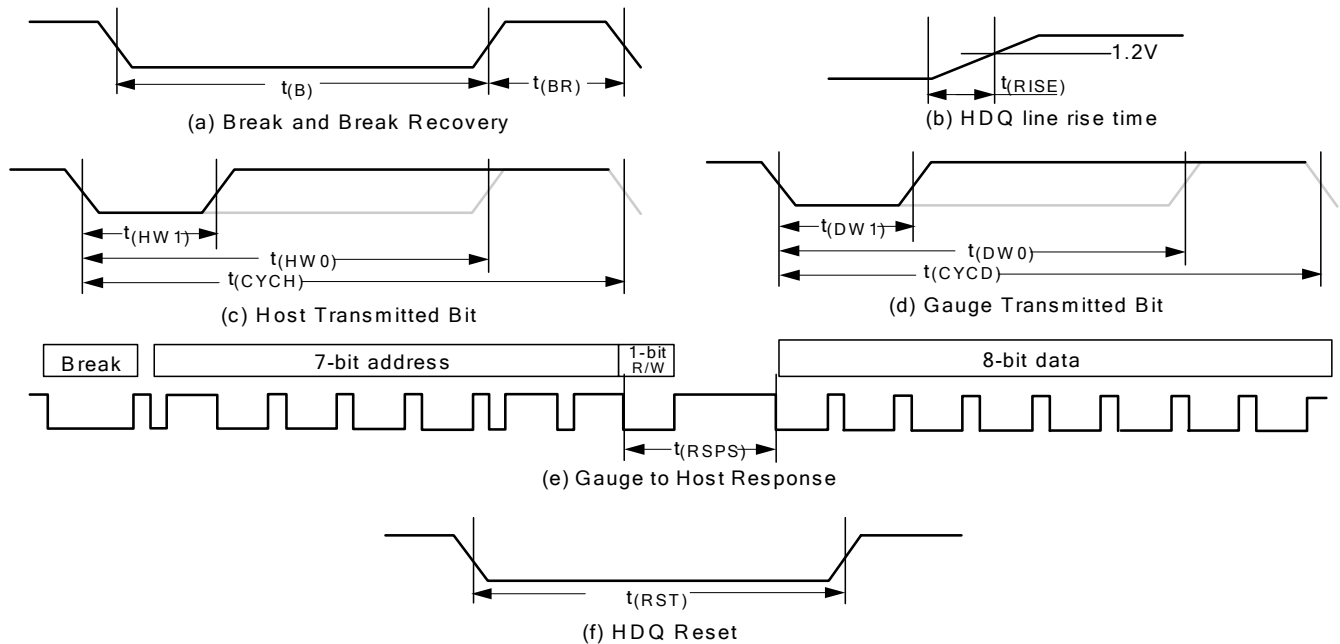 1.2V
t(B)
t(BR)
t(RISE)
(a) Break and Break Recovery
(b) HDQ line rise time
t(HW1)
t(HW0)
t(CYCH)
t(DW1)
t(DW0)
t(CYCD)
(c) Host Transmitted Bit
(d) Gauge Transmitted Bit
Break
7-bit address
1-bit
R/W
8-bit data
t(RSPS)
(e) Gauge to Host Response
t(RST)
(f) HDQ Reset